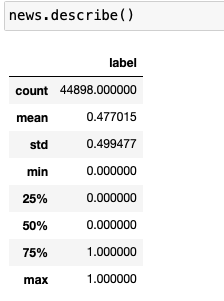 news.describe()
label
count 44898.000000
mean 0.477015
std 0.499477
min 0.000000
25% 0.000000
50% 0.000000
75% 1.000000
max 1.000000